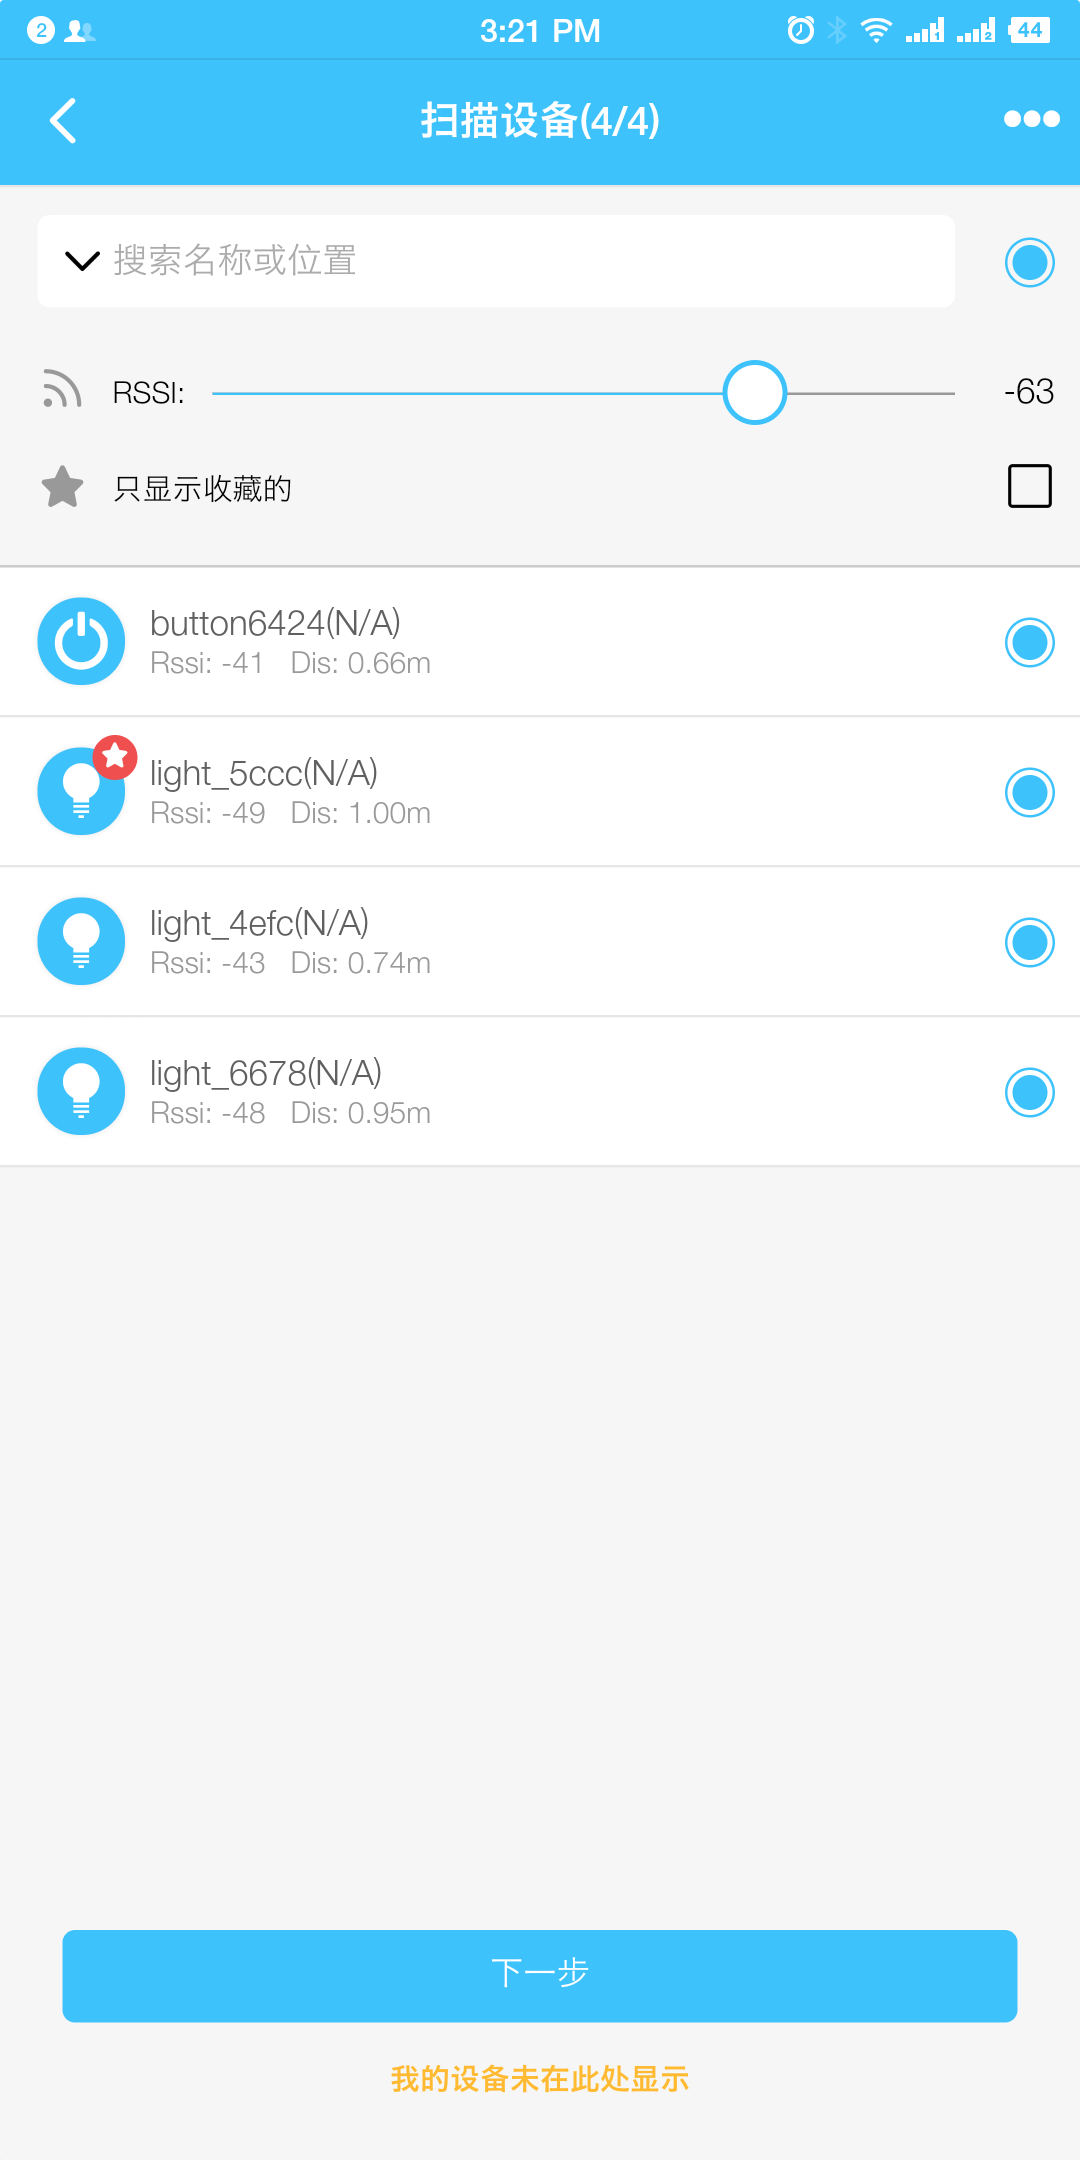 2 3:21 PM 1 2 44
扫描设备(4/4)
搜索名称或位置
RSSI: -63
只显示收藏的
button6424(N/A)
Rssi: -41 Dis: 0.66m
light_5ccc(N/A)
Rssi: -49 Dis: 1.00m
light_4efc(N/A)
Rssi: -43 Dis: 0.74m
light_6678(N/A)
Rssi: -48 Dis: 0.95m
下一步
我的设备未在此处显示